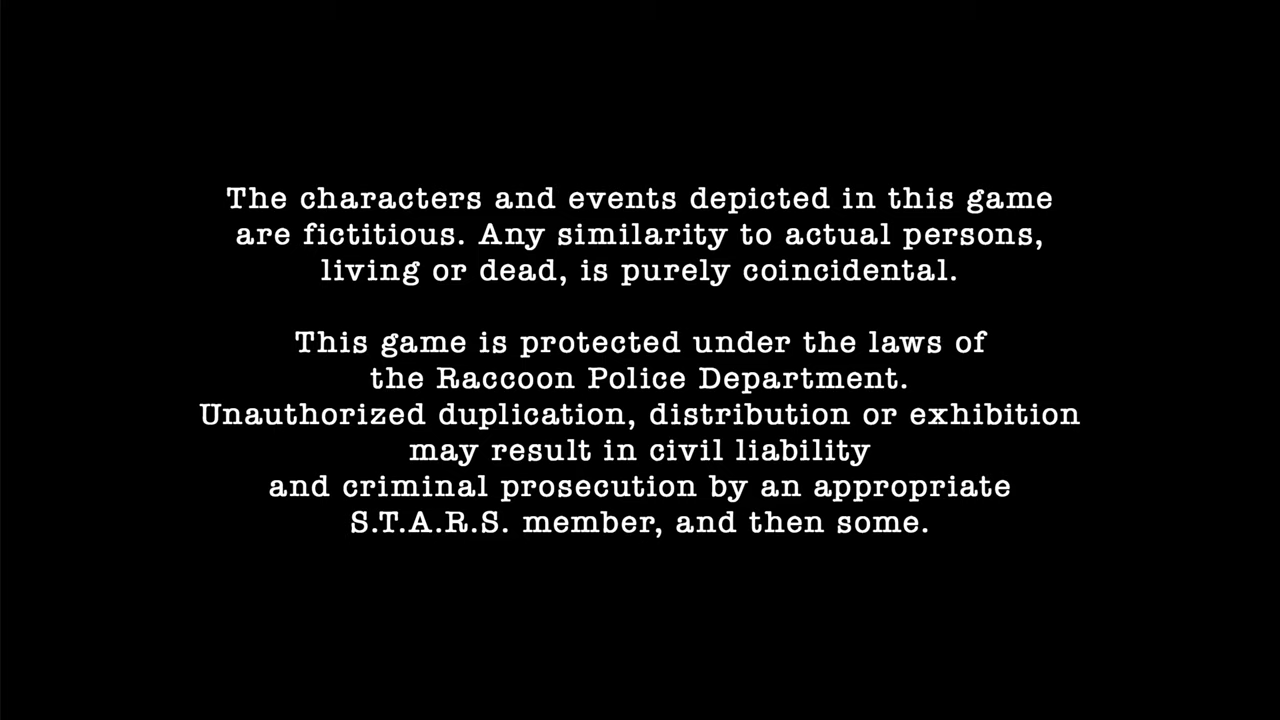 The characters and events depicted in this game
are fictitious. Any similarity to actual persons,
living or dead, is purely coincidental.
This game is protected under the laws of
the Raccoon Police Department.
Unauthorized duplication, distribution or exhibition
may result in civil liability
and criminal prosecution by an appropriate
S.T.A.R.S. member, and then some.